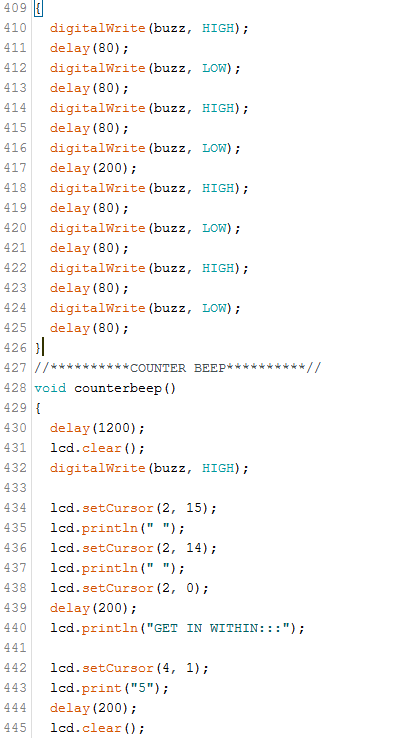 409 {
410   digitalWrite(buzz, HIGH);
411   delay(80);
412   digitalWrite(buzz, LOW);
413   delay(80);
414   digitalWrite(buzz, HIGH);
415   delay(80);
416   digitalWrite(buzz, LOW);
417   delay(200);
418   digitalWrite(buzz, HIGH);
419   delay(80);
420   digitalWrite(buzz, LOW);
421   delay(80);
422   digitalWrite(buzz, HIGH);
423   delay(80);
424   digitalWrite(buzz, LOW);
425   delay(80);
426 }
427 //**********COUNTER BEEP**********//
428 void counterbeep()
429 {
430   delay(1200);
431   lcd.clear();
432   digitalWrite(buzz, HIGH);
433
434   lcd.setCursor(2, 15);
435   lcd.println(" ");
436   lcd.setCursor(2, 14);
437   lcd.println(" ");
438   lcd.setCursor(2, 0);
439   delay(200);
440   lcd.println("GET IN WITHIN:::");
441
442   lcd.setCursor(4, 1);
443   lcd.print("5");
444   delay(200);
445   lcd.clear();